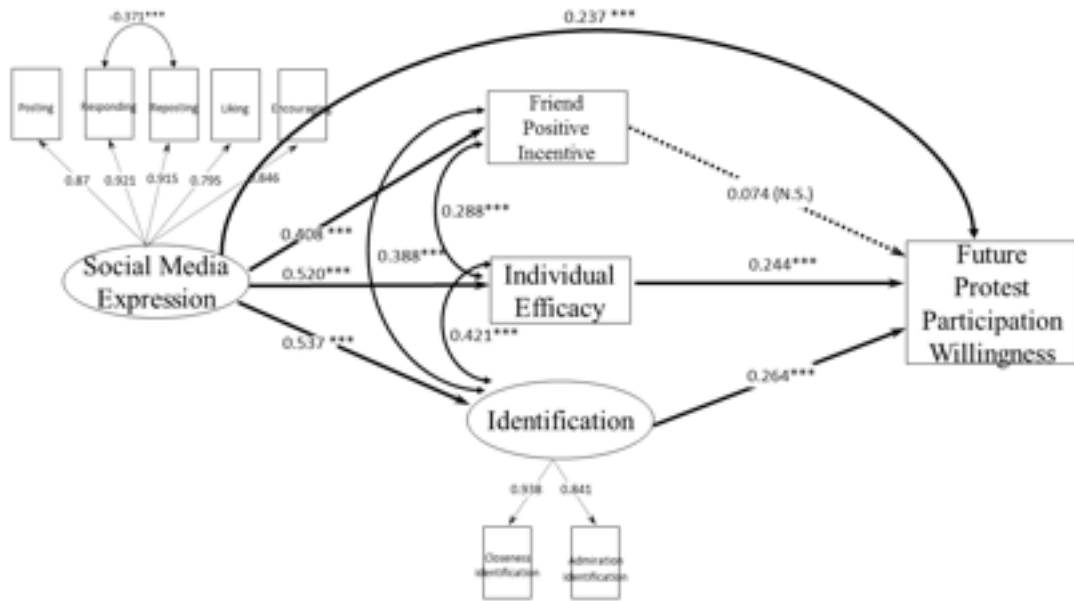 -0.371***
0.237 ***
Posting
Responding
Reposting
Liking
Encouraging
Friend
Positive
Incentive
0.87
0.921
0.915
0.795
0.846
0.074 (N.S.)
0.288***
0.408 ***
0.388***
Social Media
Expression
0.520***
Individual
Efficacy
0.244***
Future
Protest
Participation
Willingness
0.537 ***
0.421***
0.264***
Identification
0.938
0.841
Closeness
Identification
Admiration
Identification